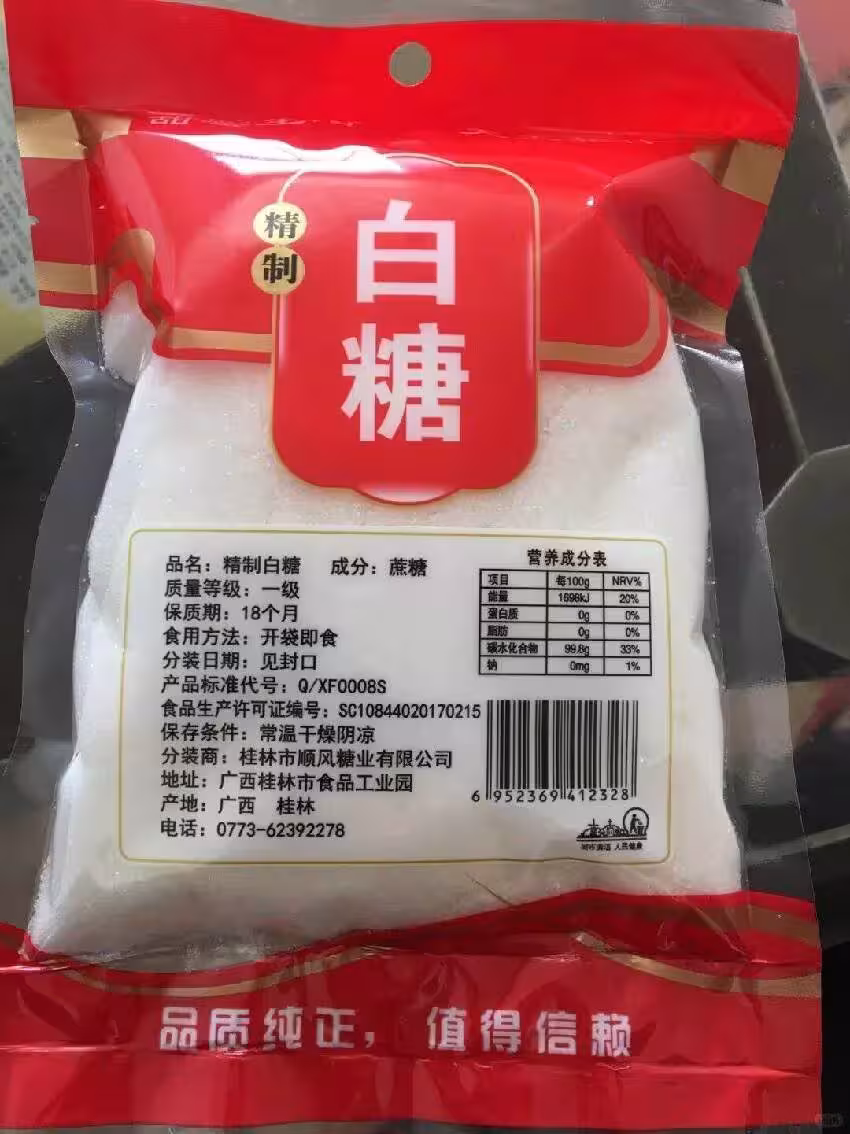 精制
白糖
品名：精制白糖 成分：蔗糖
质量等级：一级
保质期：18个月
食用方法：开袋即食
分装日期：见封口
产品标准代号：Q/XF0008S
食品生产许可证编号：SC10844020170215
保存条件：常温干燥阴凉
分装商：桂林市顺风糖业有限公司
地址：广西桂林市食品工业园
产地：广西 桂林
电话：0773-62392278
营养成分表
项目 每100g NRV%
能量 1698kJ 20%
蛋白质 0g 0%
脂肪 0g 0%
碳水化合物 99.8g 33%
钠 0mg 1%
6 952369 412328
品质纯正，值得信赖